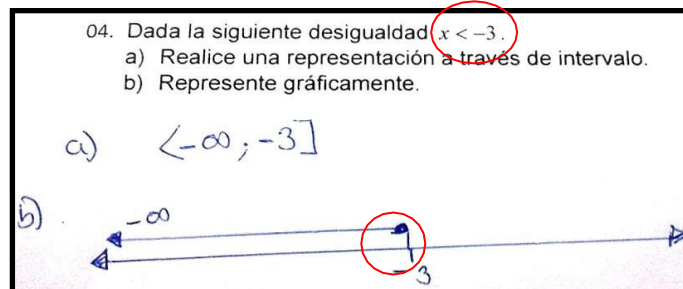 04. Dada la siguiente desigualdad x < −3.
a) Realice una representación a través de intervalo.
b) Represente gráficamente.
a) <-∞; -3]
b).
-∞
-3